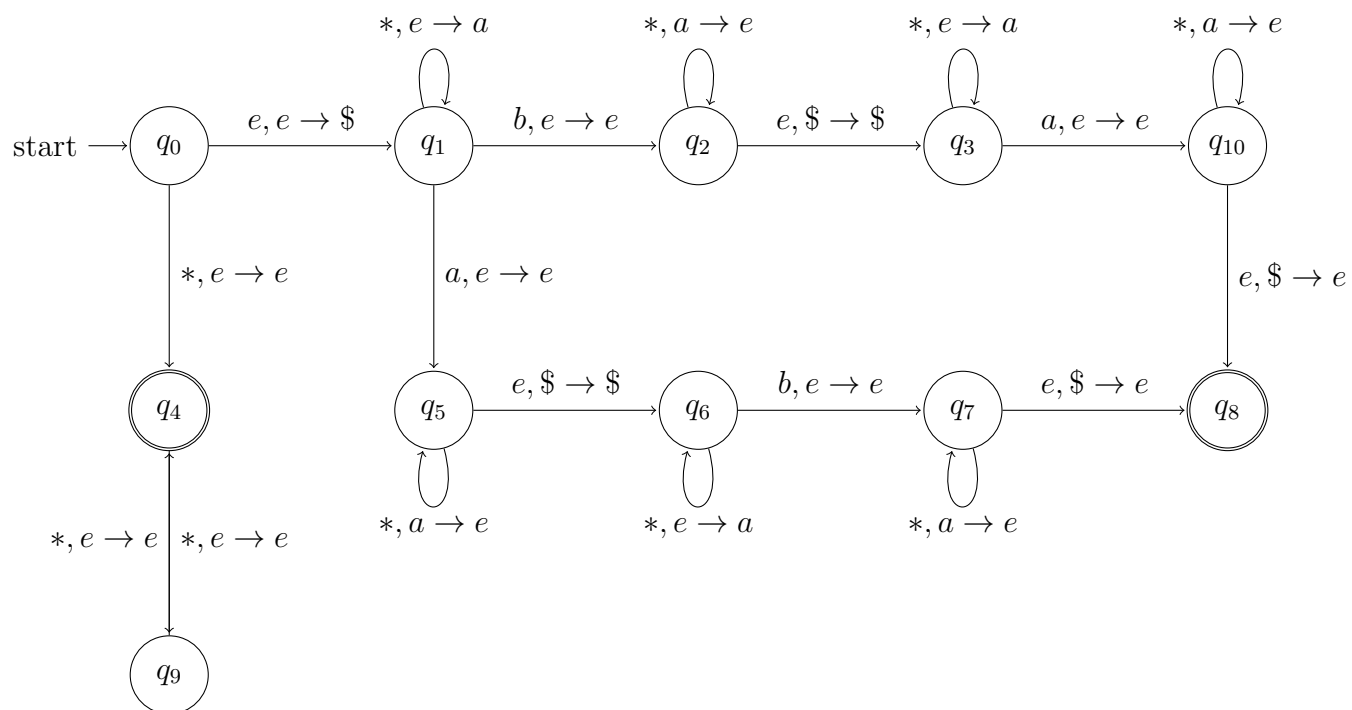 ∗, e → a ∗, a → e ∗, e → a ∗, a → e
start q₀ e, e → $ q₁ b, e → e q₂ e, $ → $ q₃ a, e → e q₁₀
∗, e → e a, e → e e, $ → e
q₄ q₅ e, $ → $ q₆ b, e → e q₇ e, $ → e q₈
∗, a → e ∗, e → a ∗, a → e
∗, e → e ∗, e → e
q₉